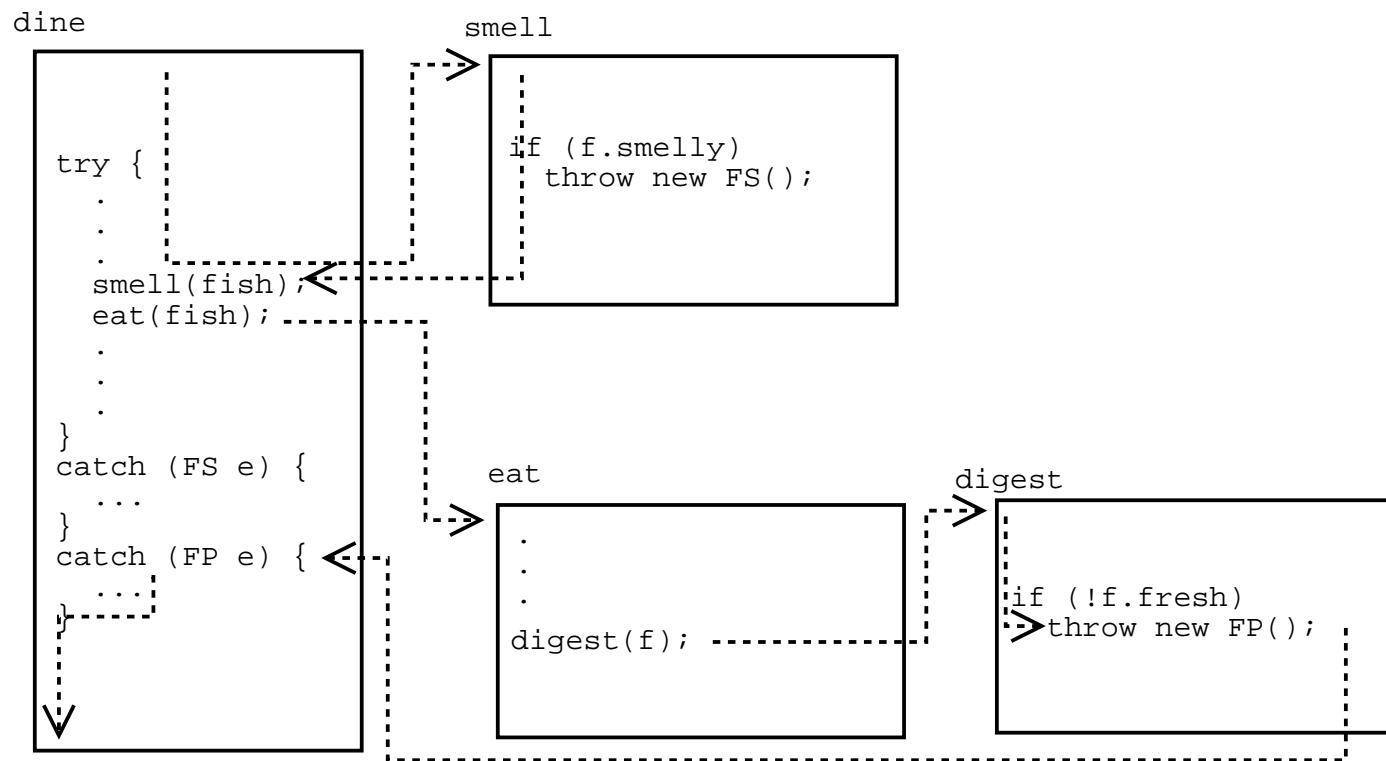 dine
try {
.
.
.
smell(fish);
eat(fish);
.
.
.
}
catch (FS e) {
...
}
catch (FP e) {
...
}
smell
if (f.smelly)
throw new FS();
eat
.
.
.
digest(f);
digest
if (!f.fresh)
throw new FP();